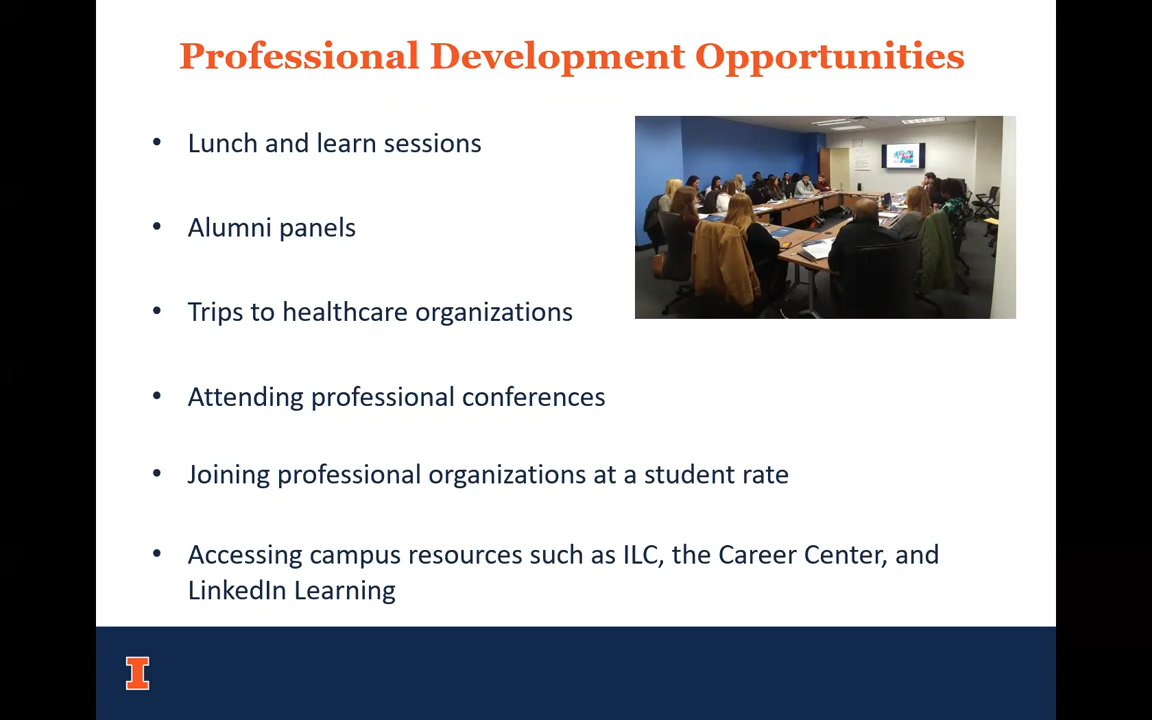 Professional Development Opportunities
• Lunch and learn sessions
• Alumni panels
• Trips to healthcare organizations
• Attending professional conferences
• Joining professional organizations at a student rate
• Accessing campus resources such as ILC, the Career Center, and
LinkedIn Learning
I